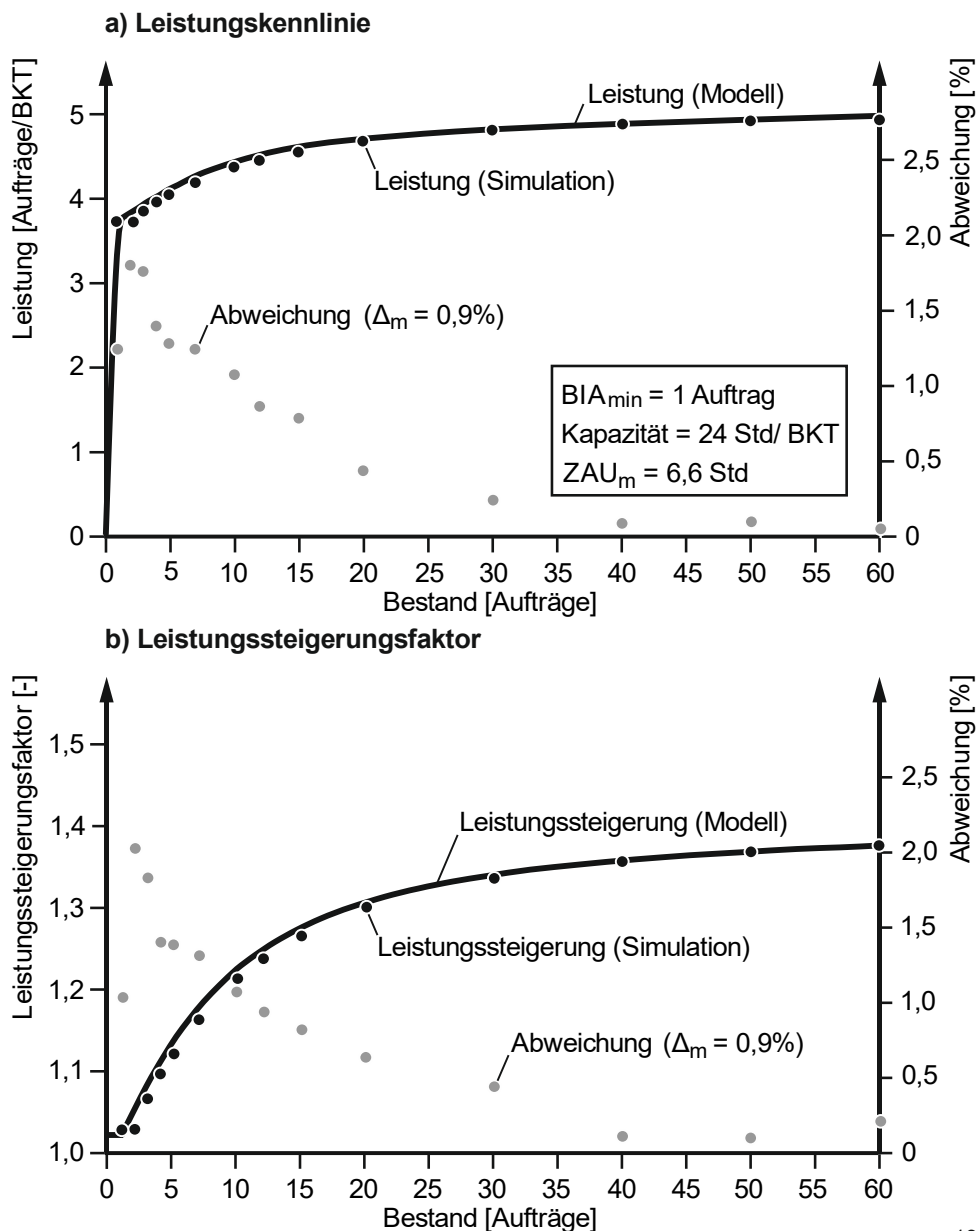 a) Leistungskennlinie
Leistung [Aufträge/BKT]
Abweichung [%]
5
4
3
2
1
0
2,5
2,0
1,5
1,0
0,5
0
Leistung (Modell)
Leistung (Simulation)
Abweichung (Δm = 0,9%)
BIAmin = 1 Auftrag
Kapazität = 24 Std/ BKT
ZAUm = 6,6 Std
0 5 10 15 20 25 30 35 40 45 50 55 60
Bestand [Aufträge]
b) Leistungssteigerungsfaktor
Leistungssteigerungsfaktor [-]
Abweichung [%]
1,5
1,4
1,3
1,2
1,1
1,0
2,5
2,0
1,5
1,0
0,5
0
Leistungssteigerung (Modell)
Leistungssteigerung (Simulation)
Abweichung (Δm = 0,9%)
0 5 10 15 20 25 30 35 40 45 50 55 60
Bestand [Aufträge]